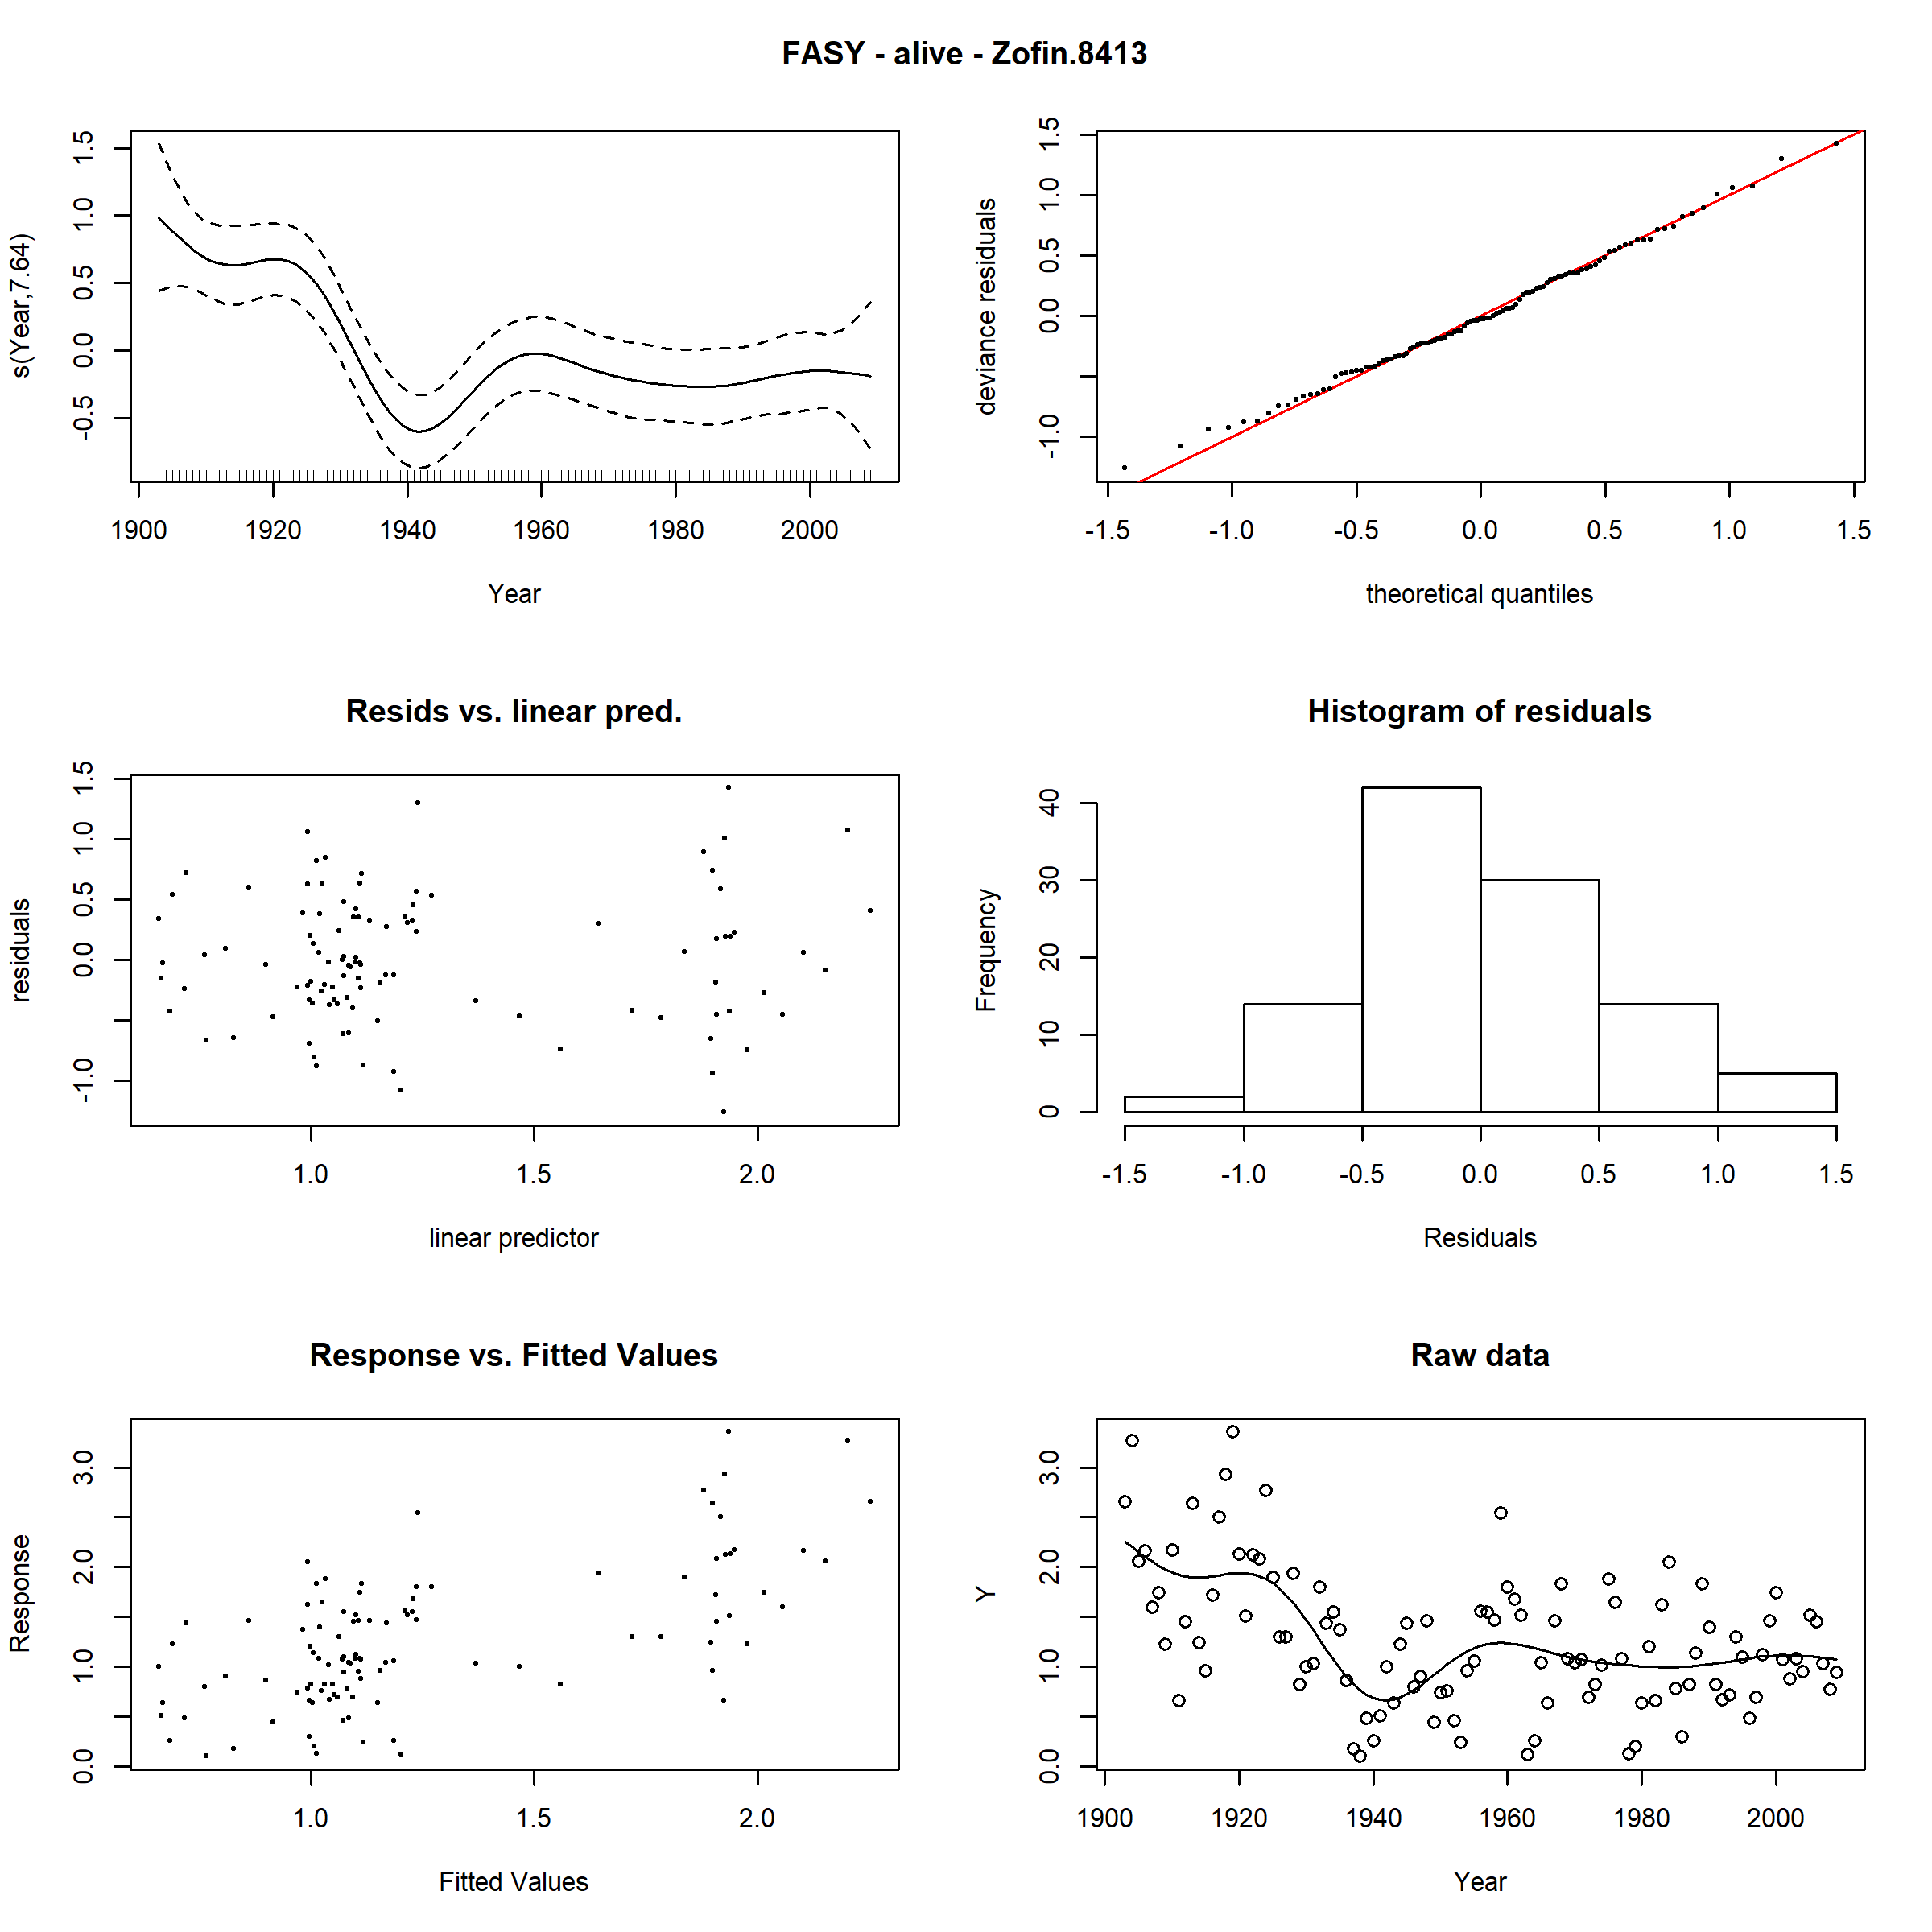 FASY - alive - Zofin.8413
s(Year,7.64)
1.5
1.0
0.5
0.0
-0.5
1900 1920 1940 1960 1980 2000
Year
deviance residuals
1.5
1.0
0.5
0.0
-1.0
-1.5 -1.0 -0.5 0.0 0.5 1.0 1.5
theoretical quantiles
Resids vs. linear pred.
residuals
1.5
1.0
0.5
0.0
-1.0
1.0 1.5 2.0
linear predictor
Histogram of residuals
Frequency
40
30
20
10
0
-1.5 -1.0 -0.5 0.0 0.5 1.0 1.5
Residuals
Response vs. Fitted Values
Response
3.0
2.0
1.0
0.0
1.0 1.5 2.0
Fitted Values
Raw data
Y
3.0
2.0
1.0
0.0
1900 1920 1940 1960 1980 2000
Year